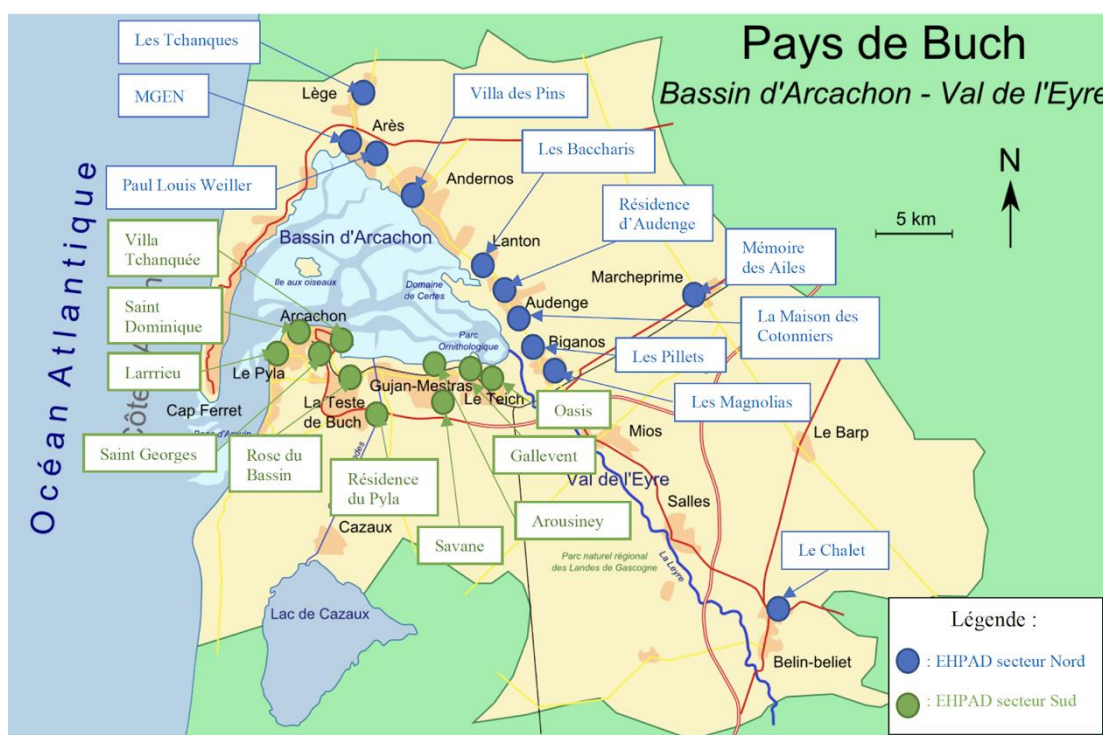 Pays de Buch
Bassin d'Arcachon - Val de l'Eyre
Les Tchanques
MGEN
Villa des Pins
Lège
Arès
Les Baccharis
Paul Louis Weiller
Andernos
Résidence
d'Audenge
N
5 km
Océan Atlantique
Villa
Tchanquée
Bassin d'Arcachon
Lanton
Mémoire
des Ailes
Marcheprime
Ile aux oiseaux
Domaine
de Certes
Saint
Dominique
Arcachon
Audenge
La Maison des
Cotonniers
Parc
Ornithologique
Biganos
Les Pillets
Larrrieu
Le Pyla
Gujan-Mestras
Le Teich
Les Magnolias
Cap Ferret
La Teste
de Buch
Oasis
Mios
Le Barp
Saint Georges
Rose du
Bassin
Résidence
du Pyla
Gallevent
Val de l'Eyre
Arousiney
Salles
Cazaux
Savane
Parc naturel régional
des Landes de Gascogne
La Leyre
Le Chalet
Lac de Cazaux
Belin-beliet
Légende :
: EHPAD secteur Nord
: EHPAD secteur Sud